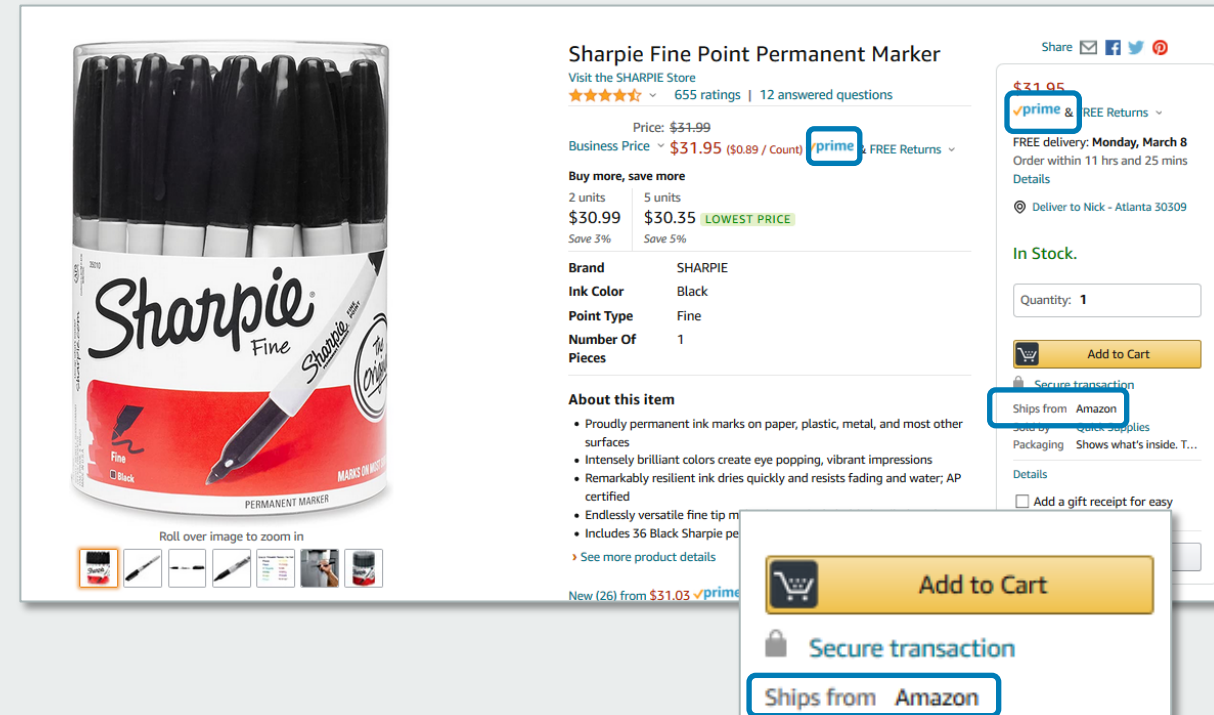 Sharpie
Fine
Sharpie FINE POINT
The Original
Fine
Black
MARKS ON MOST
PERMANENT MARKER
Roll over image to zoom in
Sharpie Fine Point Permanent Marker
Visit the SHARPIE Store
655 ratings | 12 answered questions
Price: $31.99
Business Price $31.95 ($0.89 / Count) prime & FREE Returns
Buy more, save more
2 units 5 units
$30.99 $30.35 LOWEST PRICE
Save 3% Save 5%
Brand SHARPIE
Ink Color Black
Point Type Fine
Number Of 1
Pieces
About this item
• Proudly permanent ink marks on paper, plastic, metal, and most other
surfaces
• Intensely brilliant colors create eye popping, vibrant impressions
• Remarkably resilient ink dries quickly and resists fading and water; AP
certified
• Endlessly versatile fine tip m
• Includes 36 Black Sharpie pe
› See more product details
New (26) from $31.03 prime
Share
$31.95
prime & FREE Returns
FREE delivery: Monday, March 8
Order within 11 hrs and 25 mins
Details
Deliver to Nick - Atlanta 30309
In Stock.
Quantity: 1
Add to Cart
Secure transaction
Ships from Amazon
Sold by Quick Supplies
Packaging Shows what's inside. T...
Details
Add a gift receipt for easy
Add to Cart
Secure transaction
Ships from Amazon